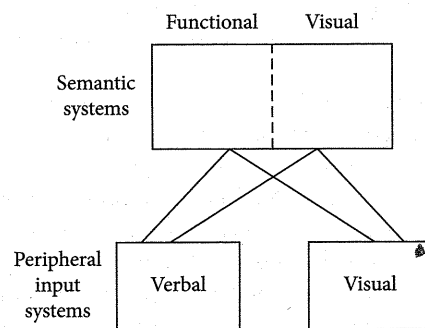 Functional Visual
Semantic
systems
Peripheral
input
systems
Verbal
Visual